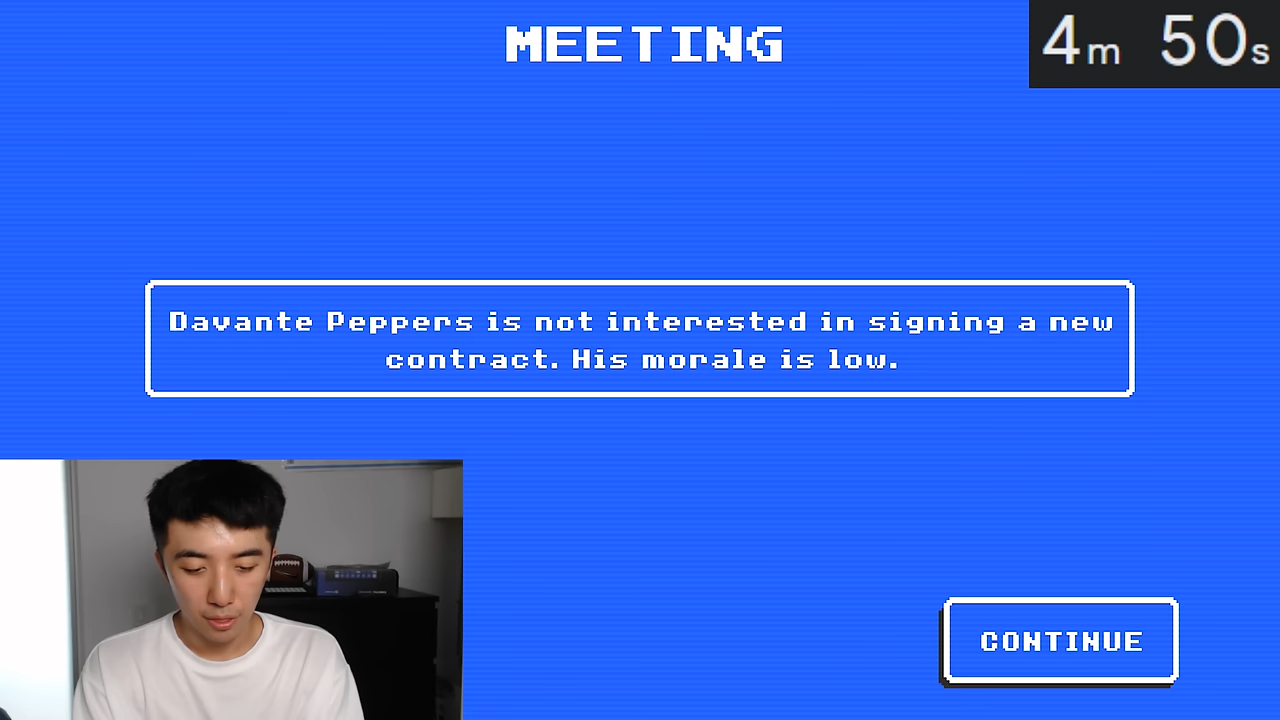 MEETING
4m 50s
Davante Peppers is not interested in signing a new
contract. His morale is low.
CONTINUE